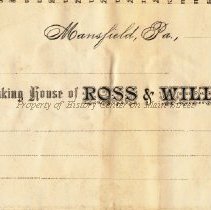 Mansfield, Pa.,
king House of ROSS & WILL
Property of History Center on Main Street